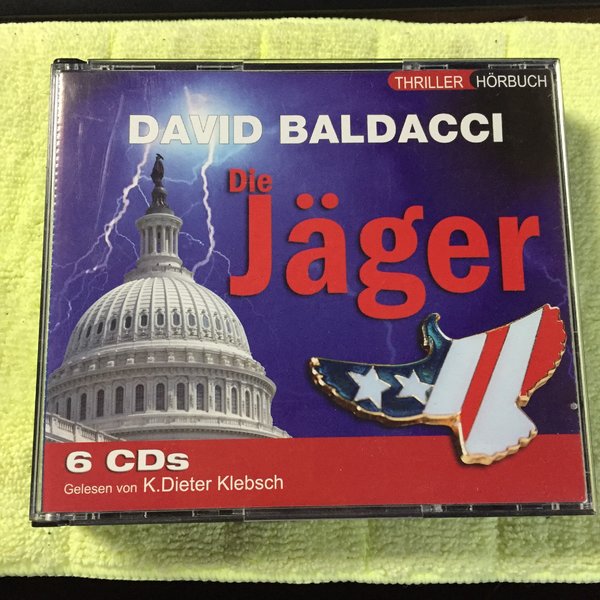 THRILLER HÖRBUCH
DAVID BALDACCI
Die
Jäger
6 CDs
Gelesen von K.Dieter Klebsch